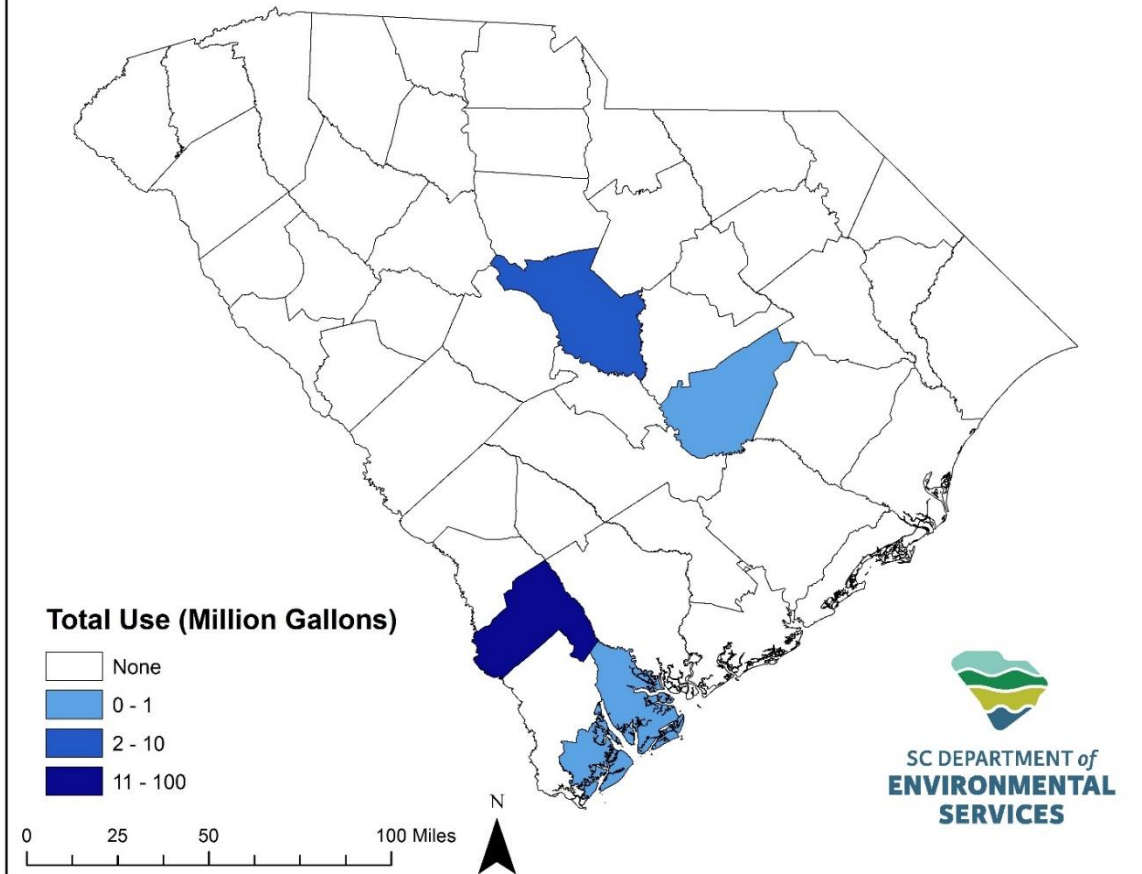 Total Use (Million Gallons)
None
0 - 1
2 - 10
11 - 100
0 25 50 100 Miles
N
SC DEPARTMENT of
ENVIRONMENTAL
SERVICES